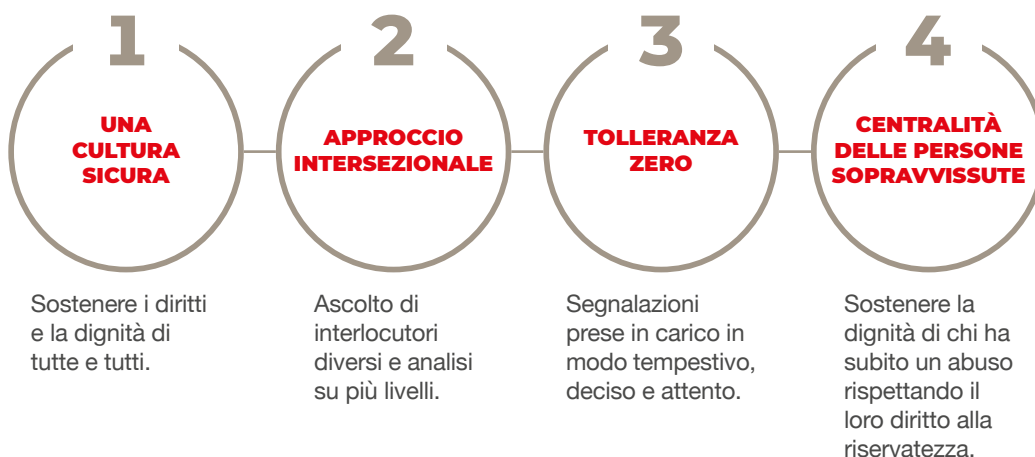 1
UNA
CULTURA
SICURA
Sostenere i diritti
e la dignità di
tutte e tutti.
2
APPROCCIO
INTERSEZIONALE
Ascolto di
interlocutori
diversi e analisi
su più livelli.
3
TOLLERANZA
ZERO
Segnalazioni
prese in carico in
modo tempestivo,
deciso e attento.
4
CENTRALITÀ
DELLE PERSONE
SOPRAVVISSUTE
Sostenere la
dignità di chi ha
subito un abuso
rispettando il
loro diritto alla
riservatezza.